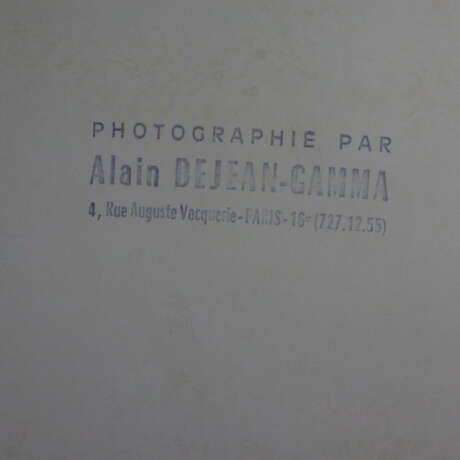 PHOTOGRAPHIE PAR
Alain DEJEAN-GAMMA
4, Rue Auguste Vacquerie - PARIS - 16e (727.12.55)